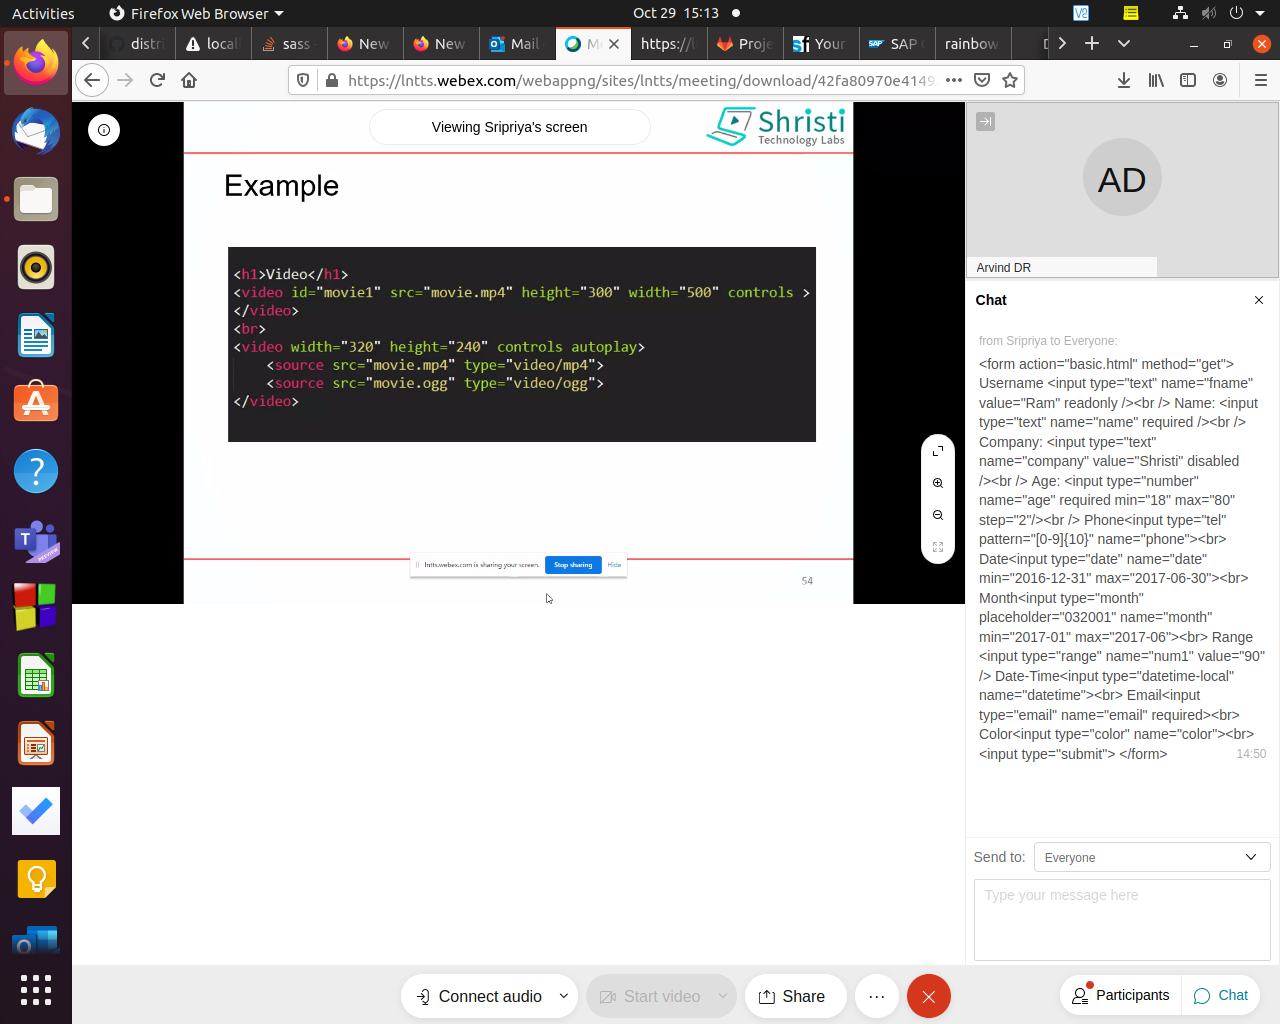 Activities
Firefox Web Browser
Oct 29 15:13
distri
local
sass
New
New
Mail
M
https://l
Proje
Your
SAP
rainbow
https://lntts.webex.com/webappng/sites/lntts/meeting/download/42fa80970e4149
Viewing Sripriya's screen
Shristi
Technology Labs
Example
<h1>Video</h1>
<video id="movie1" src="movie.mp4" height="300" width="500" controls >
</video>
<br>
<video width="320" height="240" controls autoplay>
<source src="movie.mp4" type="video/mp4">
<source src="movie.ogg" type="video/ogg">
</video>
lntts.webex.com is sharing your screen.
Stop sharing
Hide
54
AD
Arvind DR
Chat
from Sripriya to Everyone:
<form action="basic.html" method="get">
Username <input type="text" name="fname"
value="Ram" readonly /><br /> Name: <input
type="text" name="name" required /><br />
Company: <input type="text"
name="company" value="Shristi" disabled
/><br /> Age: <input type="number"
name="age" required min="18" max="80"
step="2"/><br /> Phone<input type="tel"
pattern="[0-9]{10}" name="phone"><br>
Date<input type="date" name="date"
min="2016-12-31" max="2017-06-30"><br>
Month<input type="month"
placeholder="032001" name="month"
min="2017-01" max="2017-06"><br> Range
<input type="range" name="num1" value="90"
/> Date-Time<input type="datetime-local"
name="datetime"><br> Email<input
type="email" name="email" required><br>
Color<input type="color" name="color"><br>
<input type="submit"> </form>
14:50
Send to:
Everyone
Type your message here
Connect audio
Start video
Share
Participants
Chat